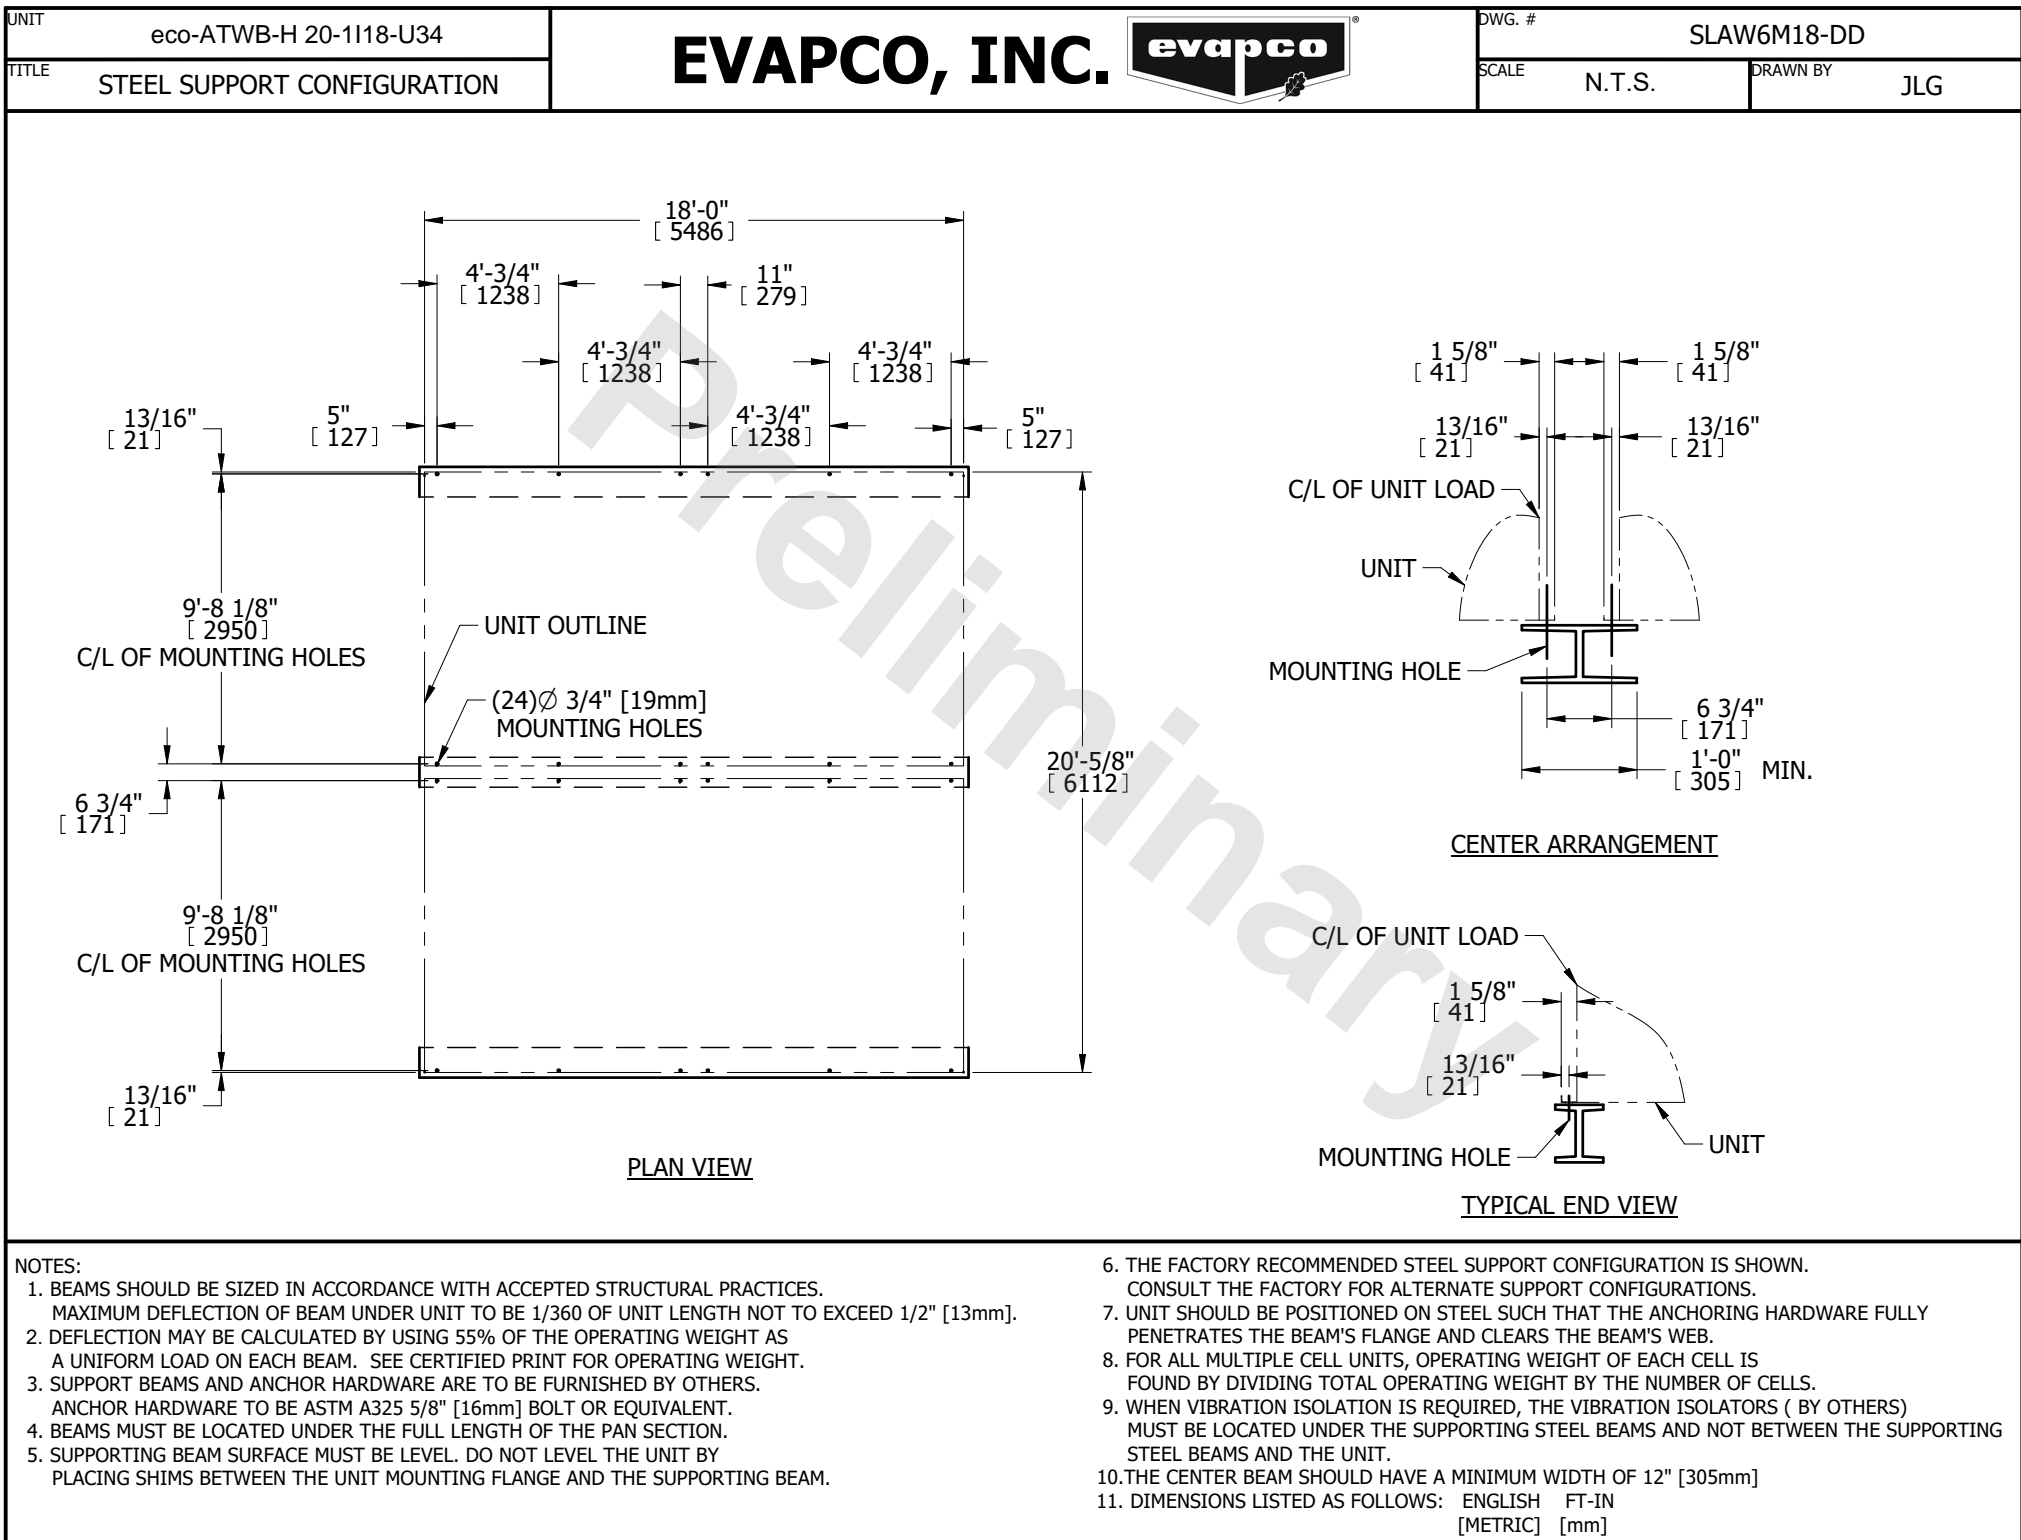 UNIT
eco-ATWB-H 20-1I18-U34
TITLE
STEEL SUPPORT CONFIGURATION
EVAPCO, INC.
evapco
®
DWG. #
SLAW6M18-DD
SCALE
N.T.S.
DRAWN BY
JLG
18'-0"
[ 5486 ]
4'-3/4"
[ 1238 ]
11"
[ 279 ]
4'-3/4"
[ 1238 ]
4'-3/4"
[ 1238 ]
13/16"
[ 21 ]
5"
[ 127 ]
4'-3/4"
[ 1238 ]
5"
[ 127 ]
9'-8 1/8"
[ 2950 ]
C/L OF MOUNTING HOLES
UNIT OUTLINE
(24)∅ 3/4" [19mm]
MOUNTING HOLES
6 3/4"
[ 171 ]
20'-5/8"
[ 6112 ]
9'-8 1/8"
[ 2950 ]
C/L OF MOUNTING HOLES
13/16"
[ 21 ]
PLAN VIEW
Preliminary
1 5/8"
[ 41 ]
1 5/8"
[ 41 ]
13/16"
[ 21 ]
13/16"
[ 21 ]
C/L OF UNIT LOAD
UNIT
MOUNTING HOLE
6 3/4"
[ 171 ]
1'-0"
[ 305 ]
MIN.
CENTER ARRANGEMENT
C/L OF UNIT LOAD
1 5/8"
[ 41 ]
13/16"
[ 21 ]
MOUNTING HOLE
UNIT
TYPICAL END VIEW
NOTES:
1. BEAMS SHOULD BE SIZED IN ACCORDANCE WITH ACCEPTED STRUCTURAL PRACTICES.
MAXIMUM DEFLECTION OF BEAM UNDER UNIT TO BE 1/360 OF UNIT LENGTH NOT TO EXCEED 1/2" [13mm].
2. DEFLECTION MAY BE CALCULATED BY USING 55% OF THE OPERATING WEIGHT AS
A UNIFORM LOAD ON EACH BEAM. SEE CERTIFIED PRINT FOR OPERATING WEIGHT.
3. SUPPORT BEAMS AND ANCHOR HARDWARE ARE TO BE FURNISHED BY OTHERS.
ANCHOR HARDWARE TO BE ASTM A325 5/8" [16mm] BOLT OR EQUIVALENT.
4. BEAMS MUST BE LOCATED UNDER THE FULL LENGTH OF THE PAN SECTION.
5. SUPPORTING BEAM SURFACE MUST BE LEVEL. DO NOT LEVEL THE UNIT BY
PLACING SHIMS BETWEEN THE UNIT MOUNTING FLANGE AND THE SUPPORTING BEAM.
6. THE FACTORY RECOMMENDED STEEL SUPPORT CONFIGURATION IS SHOWN.
CONSULT THE FACTORY FOR ALTERNATE SUPPORT CONFIGURATIONS.
7. UNIT SHOULD BE POSITIONED ON STEEL SUCH THAT THE ANCHORING HARDWARE FULLY
PENETRATES THE BEAM'S FLANGE AND CLEARS THE BEAM'S WEB.
8. FOR ALL MULTIPLE CELL UNITS, OPERATING WEIGHT OF EACH CELL IS
FOUND BY DIVIDING TOTAL OPERATING WEIGHT BY THE NUMBER OF CELLS.
9. WHEN VIBRATION ISOLATION IS REQUIRED, THE VIBRATION ISOLATORS ( BY OTHERS)
MUST BE LOCATED UNDER THE SUPPORTING STEEL BEAMS AND NOT BETWEEN THE SUPPORTING
STEEL BEAMS AND THE UNIT.
10.THE CENTER BEAM SHOULD HAVE A MINIMUM WIDTH OF 12" [305mm]
11. DIMENSIONS LISTED AS FOLLOWS: ENGLISH FT-IN
[METRIC] [mm]